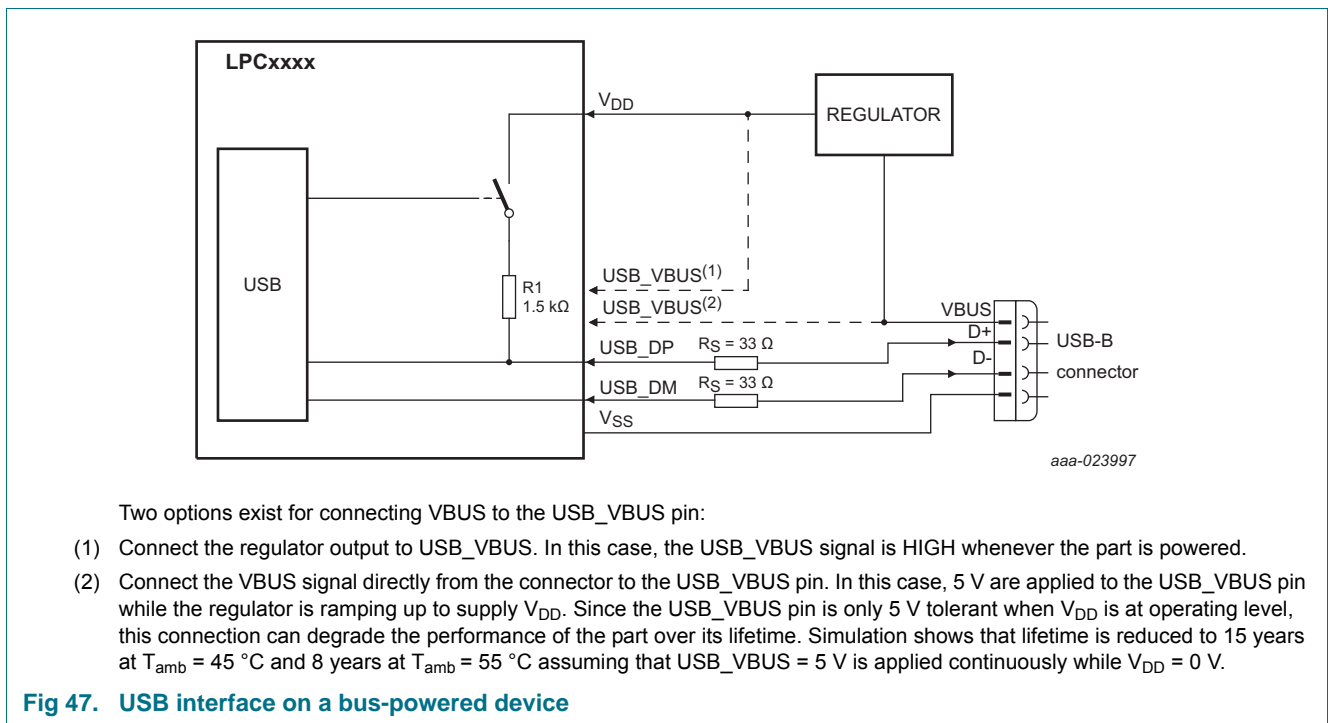 LPCxxxx
VDD
REGULATOR
USB
R1
1.5 kΩ
USB_VBUS(1)
USB_VBUS(2)
VBUS
D+
USB-B
USB_DP
RS = 33 Ω
D-
connector
USB_DM
RS = 33 Ω
VSS
aaa-023997
Two options exist for connecting VBUS to the USB_VBUS pin:
(1) Connect the regulator output to USB_VBUS. In this case, the USB_VBUS signal is HIGH whenever the part is powered.
(2) Connect the VBUS signal directly from the connector to the USB_VBUS pin. In this case, 5 V are applied to the USB_VBUS pin
while the regulator is ramping up to supply VDD. Since the USB_VBUS pin is only 5 V tolerant when VDD is at operating level,
this connection can degrade the performance of the part over its lifetime. Simulation shows that lifetime is reduced to 15 years
at Tamb = 45 °C and 8 years at Tamb = 55 °C assuming that USB_VBUS = 5 V is applied continuously while VDD = 0 V.
Fig 47. USB interface on a bus-powered device